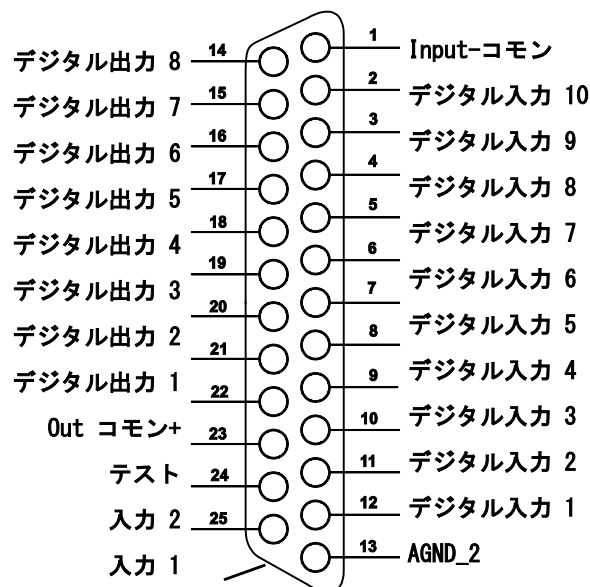 デジタル出力 8
デジタル出力 7
デジタル出力 6
デジタル出力 5
デジタル出力 4
デジタル出力 3
デジタル出力 2
デジタル出力 1
Out コモン+
テスト
入力 2
入力 1
14
15
16
17
18
19
20
21
22
23
24
25
1
2
3
4
5
6
7
8
9
10
11
12
13
Input-コモン
デジタル入力 10
デジタル入力 9
デジタル入力 8
デジタル入力 7
デジタル入力 6
デジタル入力 5
デジタル入力 4
デジタル入力 3
デジタル入力 2
デジタル入力 1
AGND_2